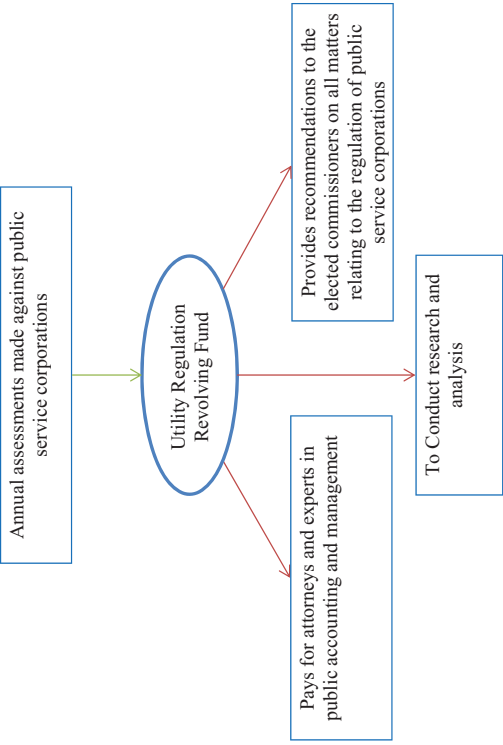 Annual assessments made against public
service corporations
Utility Regulation
Revolving Fund
Pays for attorneys and experts in
public accounting and management
To Conduct research and
analysis
Provides recommendations to the
elected commissioners on all matters
relating to the regulation of public
service corporations